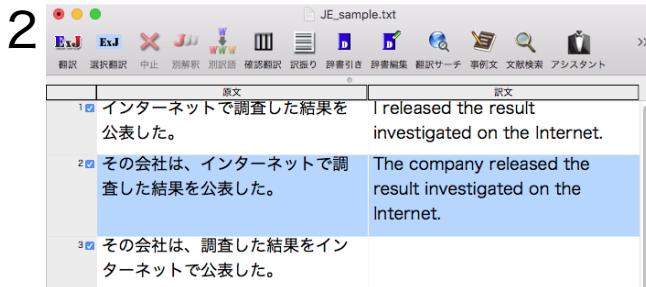 2
JE_sample.txt
ExJ ExJ JJJ W WWW D D
翻訳 選択翻訳 中止 別解釈 別訳語 確認翻訳 訳振り 辞書引き 辞書編集 翻訳サーチ 事例文 文献検索 アシスタント
原文 訳文
1 インターネットで調査した結果を I released the result
公表した。 investigated on the Internet.
2 その会社は、インターネットで調 The company released the
査した結果を公表した。 result investigated on the
Internet.
3 その会社は、調査した結果をイン
ターネットで公表した。